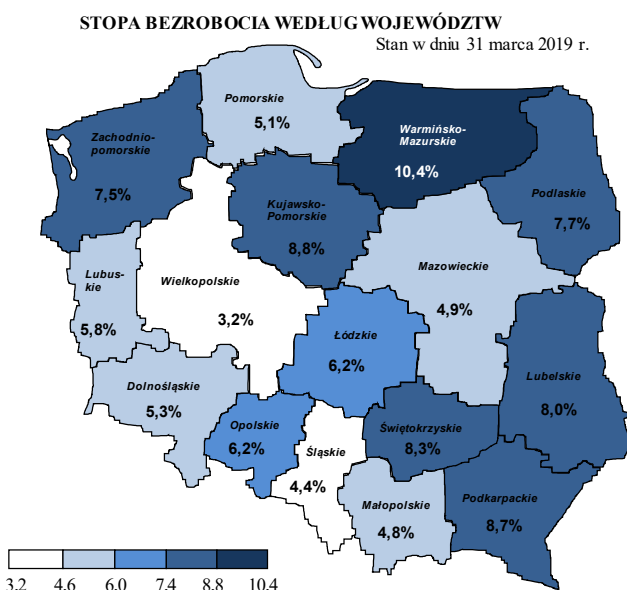 STOPA BEZROBOCIA WEDŁUG WOJEWÓDZTW
Stan w dniu 31 marca 2019 r.
Pomorskie
5,1%
Zachodnio-
pomorskie
7,5%
Warmińsko-
Mazurskie
10,4%
Podlaskie
7,7%
Kujawsko-
Pomorskie
8,8%
Mazowieckie
4,9%
Lubus-
kie
5,8%
Wielkopolskie
3,2%
Łódzkie
6,2%
Lubelskie
8,0%
Dolnośląskie
5,3%
Opolskie
6,2%
Śląskie
4,4%
Świętokrzyskie
8,3%
Małopolskie
4,8%
Podkarpackie
8,7%
3.2 4.6 6.0 7.4 8.8 10.4